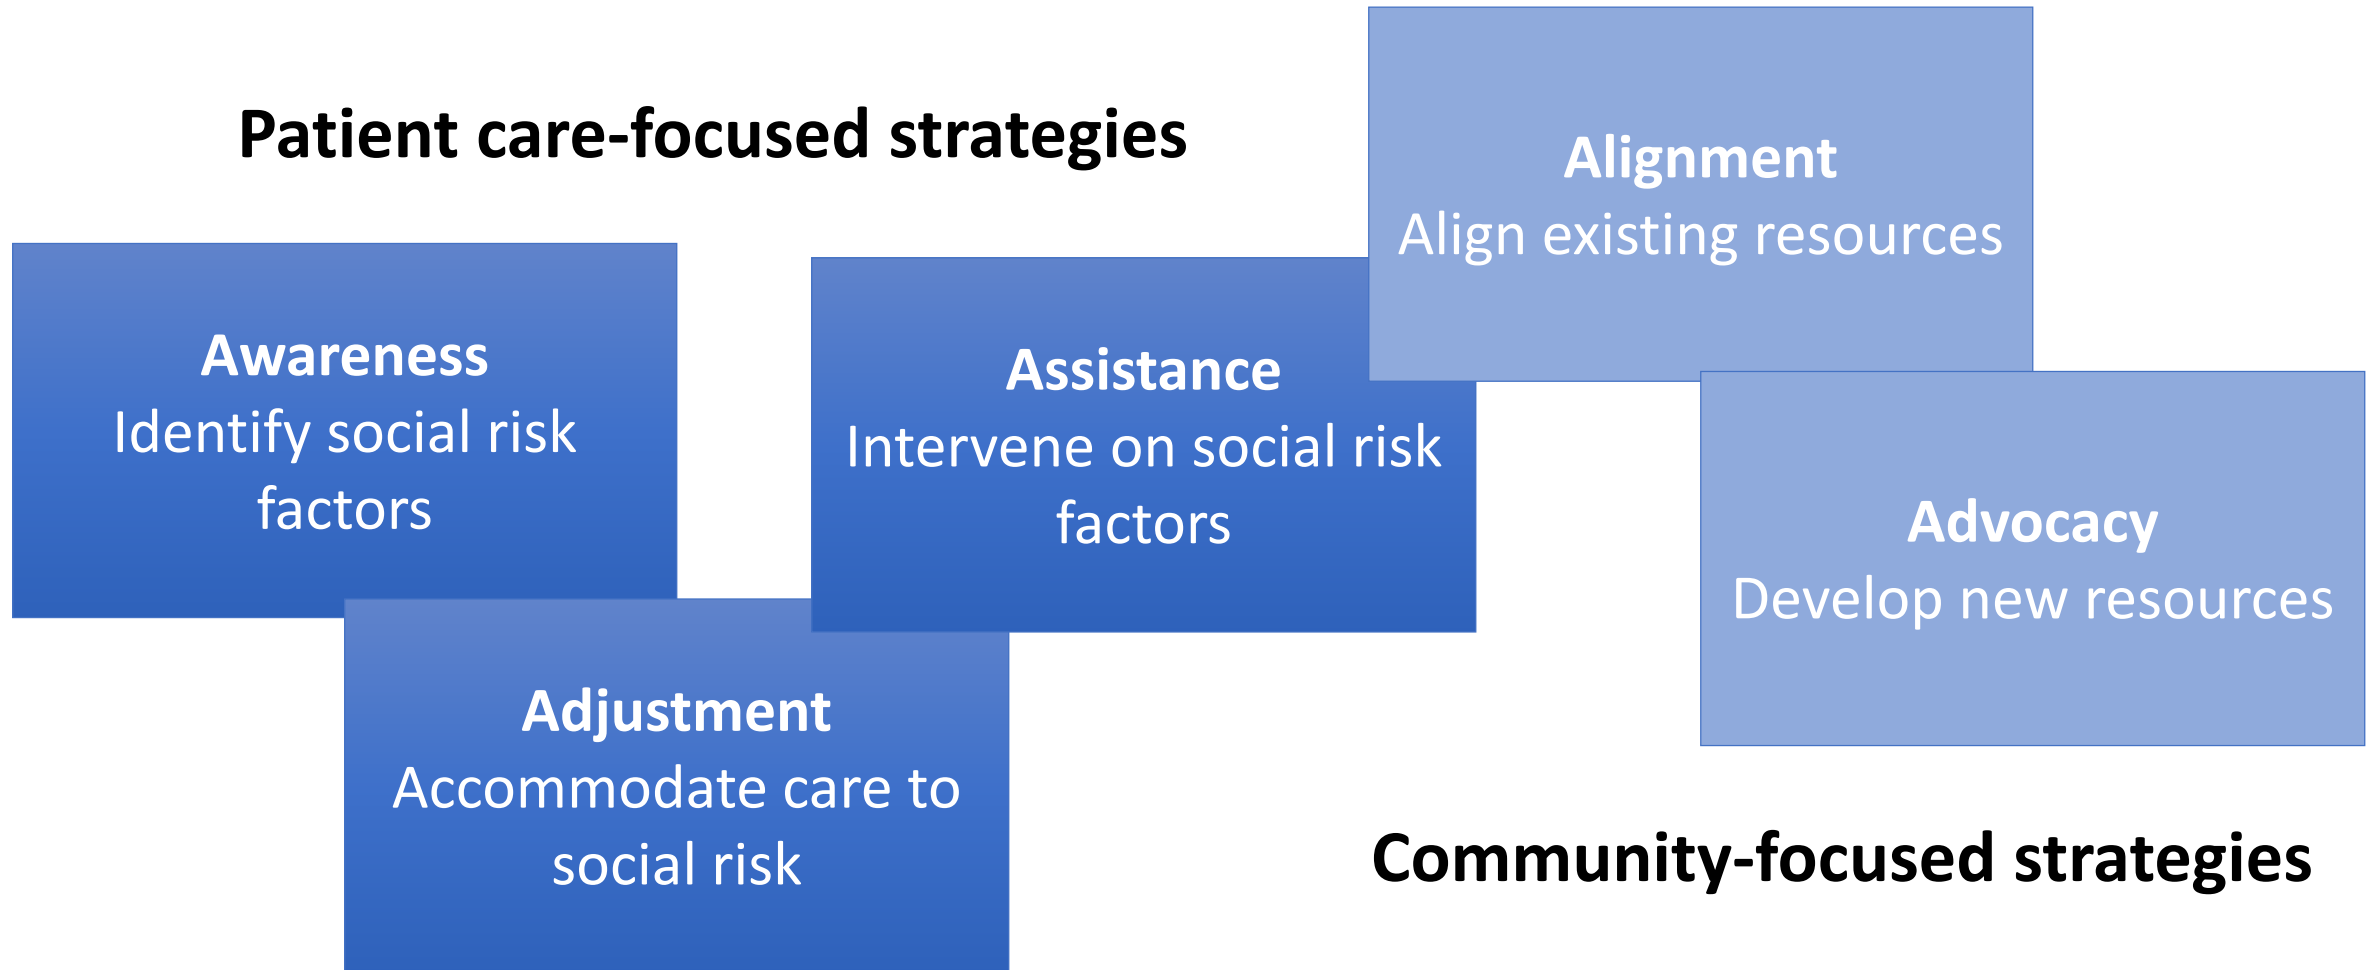 Patient care-focused strategies
Awareness
Identify social risk
factors
Adjustment
Accommodate care to
social risk
Assistance
Intervene on social risk
factors
Alignment
Align existing resources
Advocacy
Develop new resources
Community-focused strategies